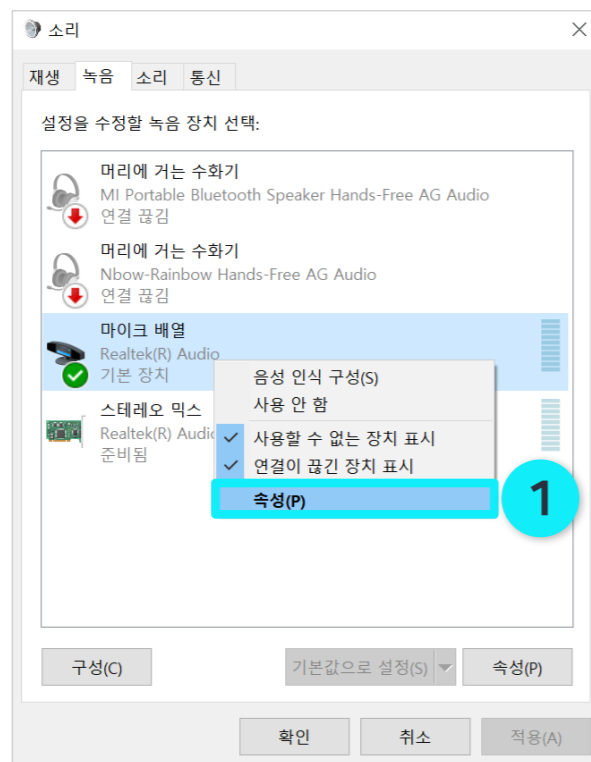 소리
재생 녹음 소리 통신
설정을 수정할 녹음 장치 선택:
머리에 거는 수화기
MI Portable Bluetooth Speaker Hands-Free AG Audio
연결 끊김
머리에 거는 수화기
Nbow-Rainbow Hands-Free AG Audio
연결 끊김
마이크 배열
Realtek(R) Audio
기본 장치
스테레오 믹스
Realtek(R) Audio
준비됨
음성 인식 구성(S)
사용 안 함
사용할 수 없는 장치 표시
연결이 끊긴 장치 표시
속성(P)
1
구성(C) 기본값으로 설정(S) 속성(P)
확인 취소 적용(A)